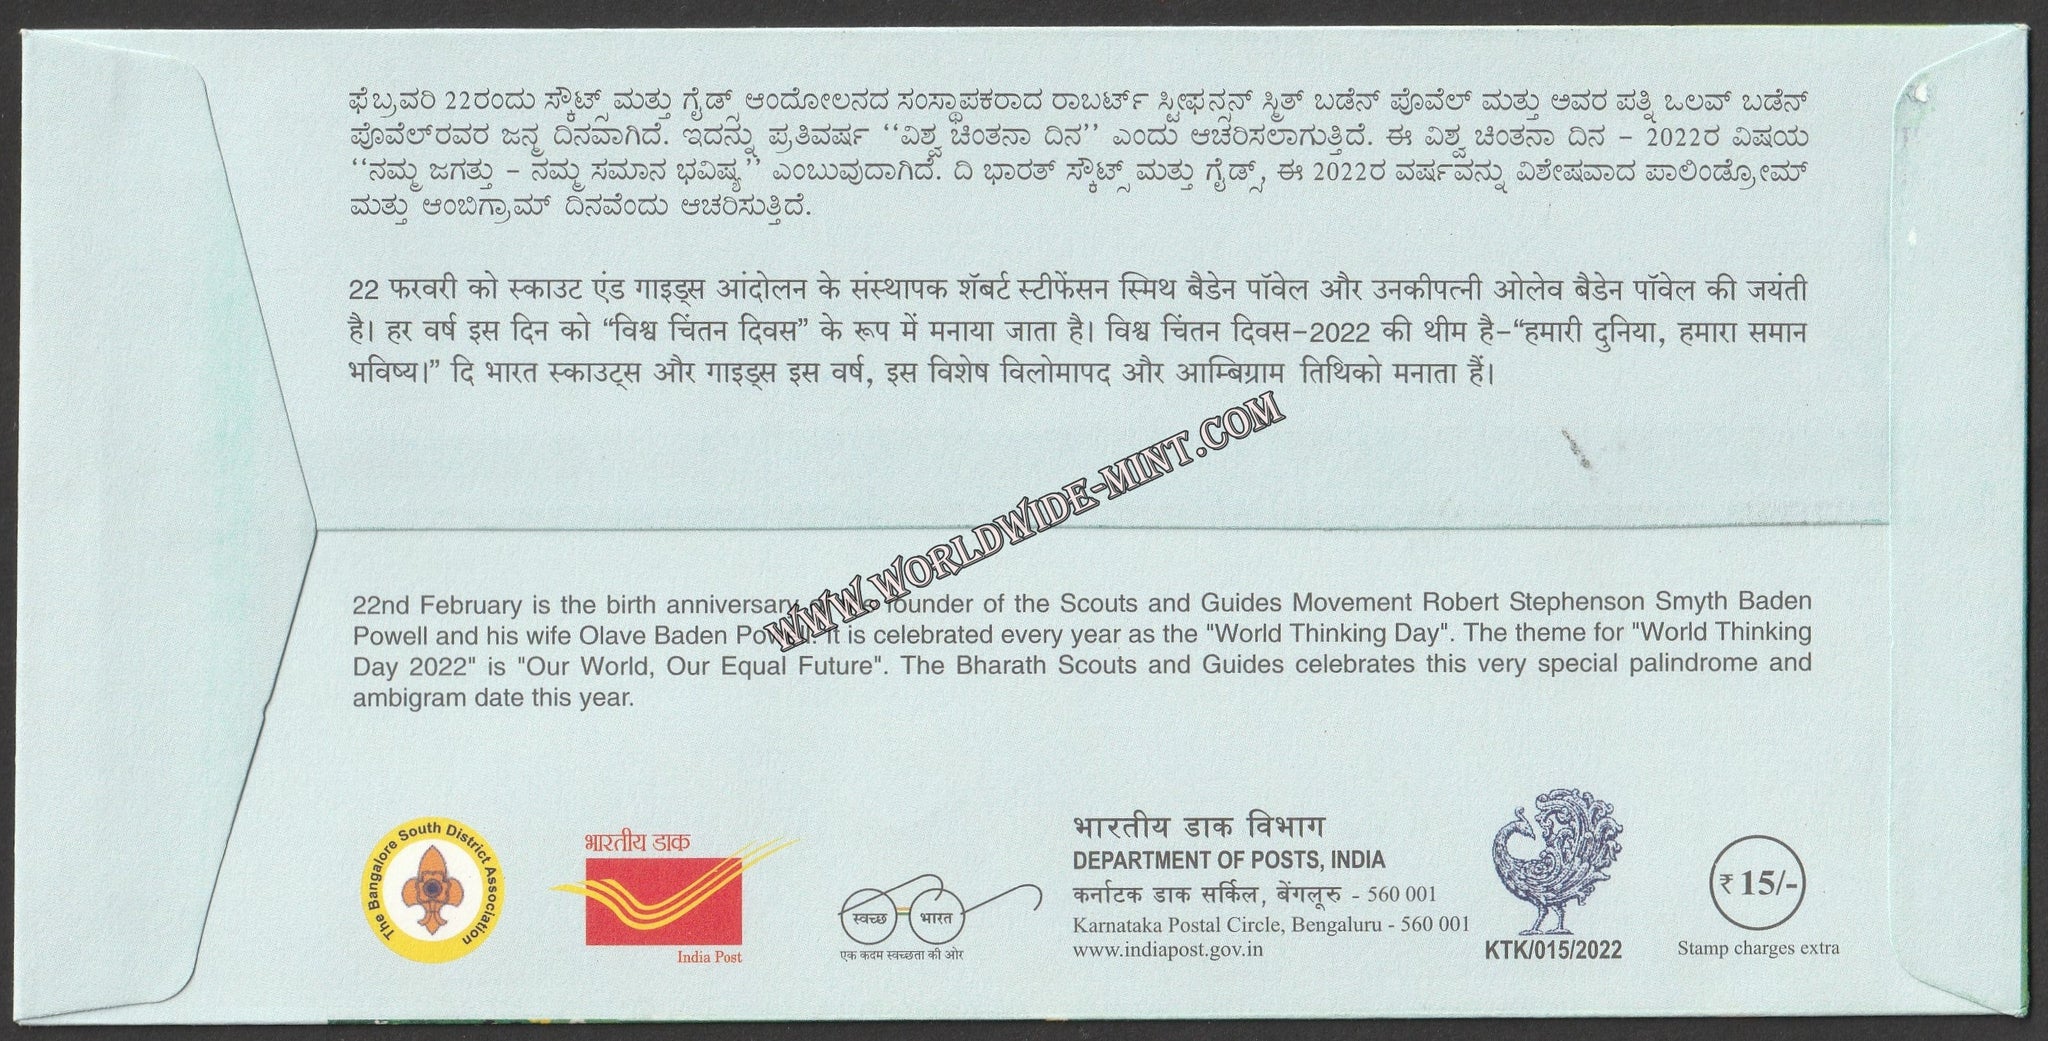 ಫೆಬ್ರವರಿ 22ರಂದು ಸ್ಕೌಟ್ಸ್ ಮತ್ತು ಗೈಡ್ಸ್ ಆಂದೋಲನದ ಸಂಸ್ಥಾಪಕರಾದ ರಾಬರ್ಟ್ ಸ್ಟೀಫನ್ಸನ್ ಸ್ಮಿತ್ ಬಡೆನ್ ಪೊವೆಲ್ ಮತ್ತು ಅವರ ಪತ್ನಿ ಒಲವ್ ಬಡೆನ್
ಪೊವೆಲ್‌ರವರ ಜನ್ಮ ದಿನವಾಗಿದೆ. ಇದನ್ನು ಪ್ರತಿವರ್ಷ ‘‘ವಿಶ್ವ ಚಿಂತನಾ ದಿನ’’ ಎಂದು ಆಚರಿಸಲಾಗುತ್ತಿದೆ. ಈ ವಿಶ್ವ ಚಿಂತನಾ ದಿನ – 2022ರ ವಿಷಯ
‘‘ನಮ್ಮ ಜಗತ್ತು – ನಮ್ಮ ಸಮಾನ ಭವಿಷ್ಯ’’ ಎಂಬುವುದಾಗಿದೆ. ದಿ ಭಾರತ್ ಸ್ಕೌಟ್ಸ್ ಮತ್ತು ಗೈಡ್ಸ್, ಈ 2022ರ ವರ್ಷವನ್ನು ವಿಶೇಷವಾದ ಪಾಲಿಂಡ್ರೋಮ್
ಮತ್ತು ಆಂಬಿಗ್ರಾಮ್ ದಿನವೆಂದು ಆಚರಿಸುತ್ತಿದೆ.
22 फरवरी को स्काउट एंड गाइड्स आंदोलन के संस्थापक रॉबर्ट स्टीफेंसन स्मिथ बैडेन पॉवेल और उनकीपत्नी ओलेव बैडेन पॉवेल की जयंती
है। हर वर्ष इस दिन को “विश्व चिंतन दिवस” के रूप में मनाया जाता है। विश्व चिंतन दिवस–2022 की थीम है–“हमारी दुनिया, हमारा समान
भविष्य।” दि भारत स्काउट्स और गाइड्स इस वर्ष, इस विशेष विलोमापद और आम्बिग्राम तिथिको मनाता हैं।
WWW.WORLDWIDE-MINT.COM
22nd February is the birth anniversary founder of the Scouts and Guides Movement Robert Stephenson Smyth Baden
Powell and his wife Olave Baden Powell. It is celebrated every year as the "World Thinking Day". The theme for "World Thinking
Day 2022" is "Our World, Our Equal Future". The Bharath Scouts and Guides celebrates this very special palindrome and
ambigram date this year.
The Bangalore South District Association
भारतीय डाक
India Post
स्वच्छ भारत
एक कदम स्वच्छता की ओर
भारतीय डाक विभाग
DEPARTMENT OF POSTS, INDIA
कर्नाटक डाक सर्किल, बेंगलूरु - 560 001
Karnataka Postal Circle, Bengaluru - 560 001
www.indiapost.gov.in
KTK/015/2022
₹ 15/-
Stamp charges extra